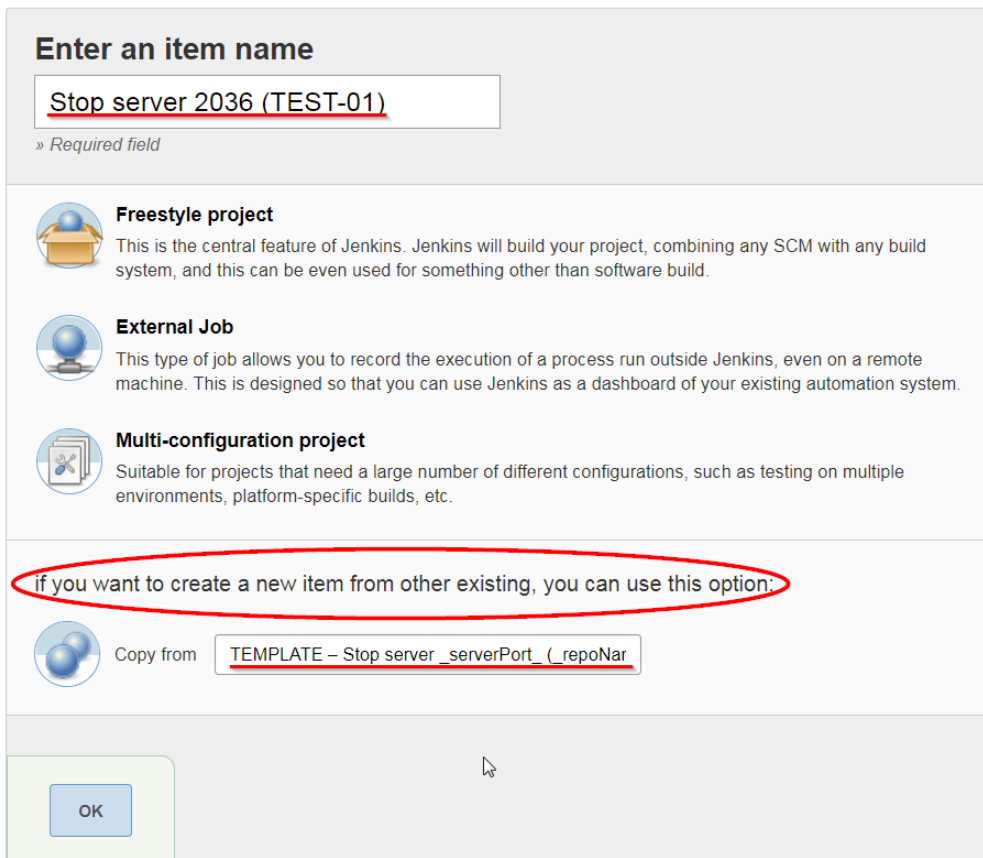 Enter an item name
Stop server 2036 (TEST-01)
» Required field
Freestyle project
This is the central feature of Jenkins. Jenkins will build your project, combining any SCM with any build
system, and this can be even used for something other than software build.
External Job
This type of job allows you to record the execution of a process run outside Jenkins, even on a remote
machine. This is designed so that you can use Jenkins as a dashboard of your existing automation system.
Multi-configuration project
Suitable for projects that need a large number of different configurations, such as testing on multiple
environments, platform-specific builds, etc.
if you want to create a new item from other existing, you can use this option:
Copy from TEMPLATE – Stop server _serverPort_ (_repoNar
OK